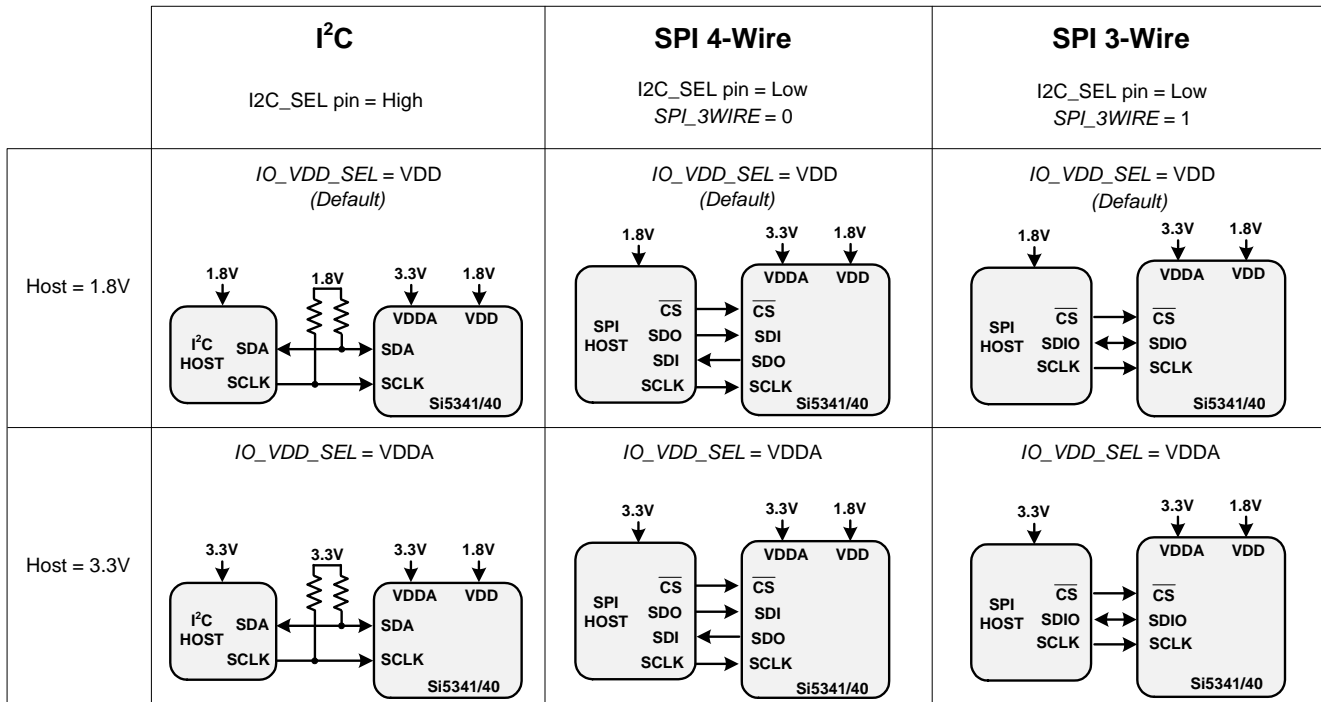 I²C
I2C_SEL pin = High
SPI 4-Wire
I2C_SEL pin = Low
SPI_3WIRE = 0
SPI 3-Wire
I2C_SEL pin = Low
SPI_3WIRE = 1
Host = 1.8V
IO_VDD_SEL = VDD
(Default)
1.8V 1.8V 3.3V 1.8V
VDDA VDD
I²C
HOST
SDA SDA
SCLK SCLK
Si5341/40
IO_VDD_SEL = VDD
(Default)
1.8V 3.3V 1.8V
VDDA VDD
SPI
HOST
CS CS
SDO SDI
SDI SDO
SCLK SCLK
Si5341/40
IO_VDD_SEL = VDD
(Default)
1.8V 3.3V 1.8V
VDDA VDD
SPI
HOST
CS CS
SDIO SDIO
SCLK SCLK
Si5341/40
Host = 3.3V
IO_VDD_SEL = VDDA
3.3V 3.3V 3.3V 1.8V
VDDA VDD
I²C
HOST
SDA SDA
SCLK SCLK
Si5341/40
IO_VDD_SEL = VDDA
3.3V 3.3V 1.8V
VDDA VDD
SPI
HOST
CS CS
SDO SDI
SDI SDO
SCLK SCLK
Si5341/40
IO_VDD_SEL = VDDA
3.3V 3.3V 1.8V
VDDA VDD
SPI
HOST
CS CS
SDIO SDIO
SCLK SCLK
Si5341/40